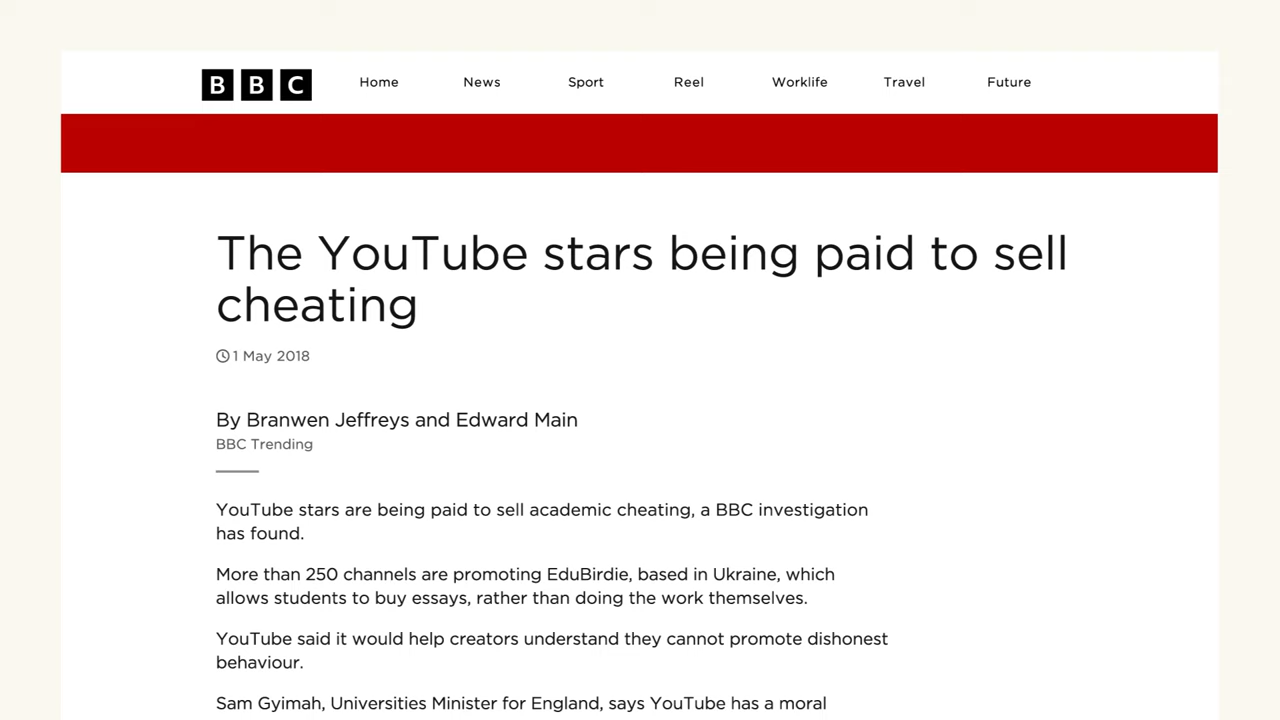 BBC Home News Sport Reel Worklife Travel Future
The YouTube stars being paid to sell
cheating
1 May 2018
By Branwen Jeffreys and Edward Main
BBC Trending
YouTube stars are being paid to sell academic cheating, a BBC investigation
has found.
More than 250 channels are promoting EduBirdie, based in Ukraine, which
allows students to buy essays, rather than doing the work themselves.
YouTube said it would help creators understand they cannot promote dishonest
behaviour.
Sam Gyimah, Universities Minister for England, says YouTube has a moral